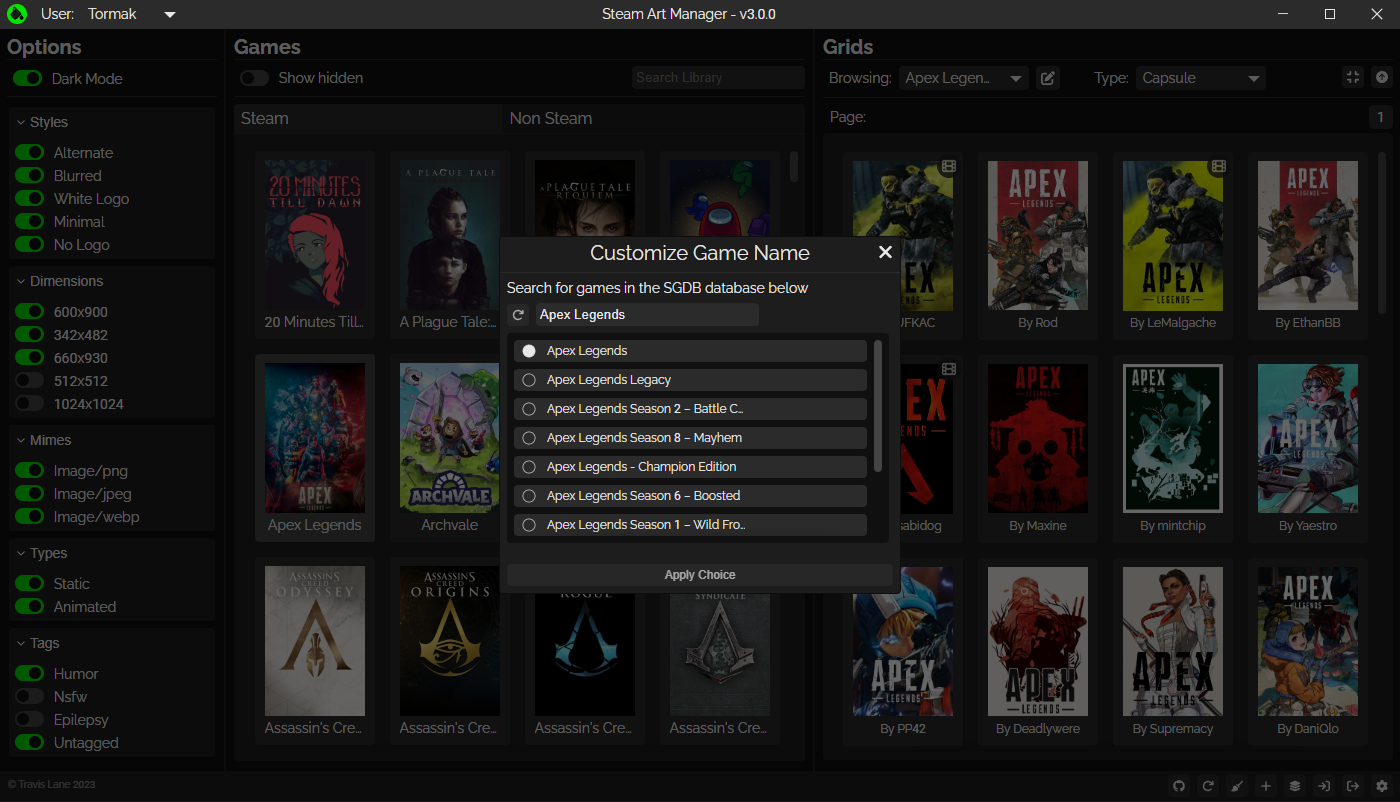 User: Tormak
Steam Art Manager - v3.0.0
Options
Dark Mode
Styles
Alternate
Blurred
White Logo
Minimal
No Logo
Dimensions
600x900
342x482
660x930
512x512
1024x1024
Mimes
Image/png
Image/jpeg
Image/webp
Types
Static
Animated
Tags
Humor
Nsfw
Epilepsy
Untagged
Games
Show hidden
Search Library
Steam
Non Steam
20 MINUTES
TILL DAWN
20 Minutes Till...
A PLAGUE TALE
A Plague Tale:...
A PLAGUE TALE
REQUIEM
APEX
LEGENDS
Apex Legends
ARCHVALE
Archvale
ASSASSIN'S
CREED
ODYSSEY
Assassin's Cre...
ASSASSIN'S
CREED
ORIGINS
Assassin's Cre...
ROGUE
Assassin's Cre...
SYNDICATE
Assassin's Cre...
Customize Game Name
Search for games in the SGDB database below
Apex Legends
Apex Legends
Apex Legends Legacy
Apex Legends Season 2 – Battle C...
Apex Legends Season 8 – Mayhem
Apex Legends - Champion Edition
Apex Legends Season 6 – Boosted
Apex Legends Season 1 – Wild Fro...
Apply Choice
Grids
Browsing: Apex Legen...
Type: Capsule
Page:
1
APEX
LEGENDS
By Rod
APEX
LEGENDS
By LeMalgache
APEX
LEGENDS
By EthanBB
APEX
By Maxine
APEX
By mintchip
APEX
LEGENDS
By Yaestro
APEX
LEGENDS
By PP42
APEX
LEGENDS
By Deadlywere
APEX
LEGENDS
By Supremacy
APEX
LEGENDS
By DaniQlo
© Travis Lane 2023